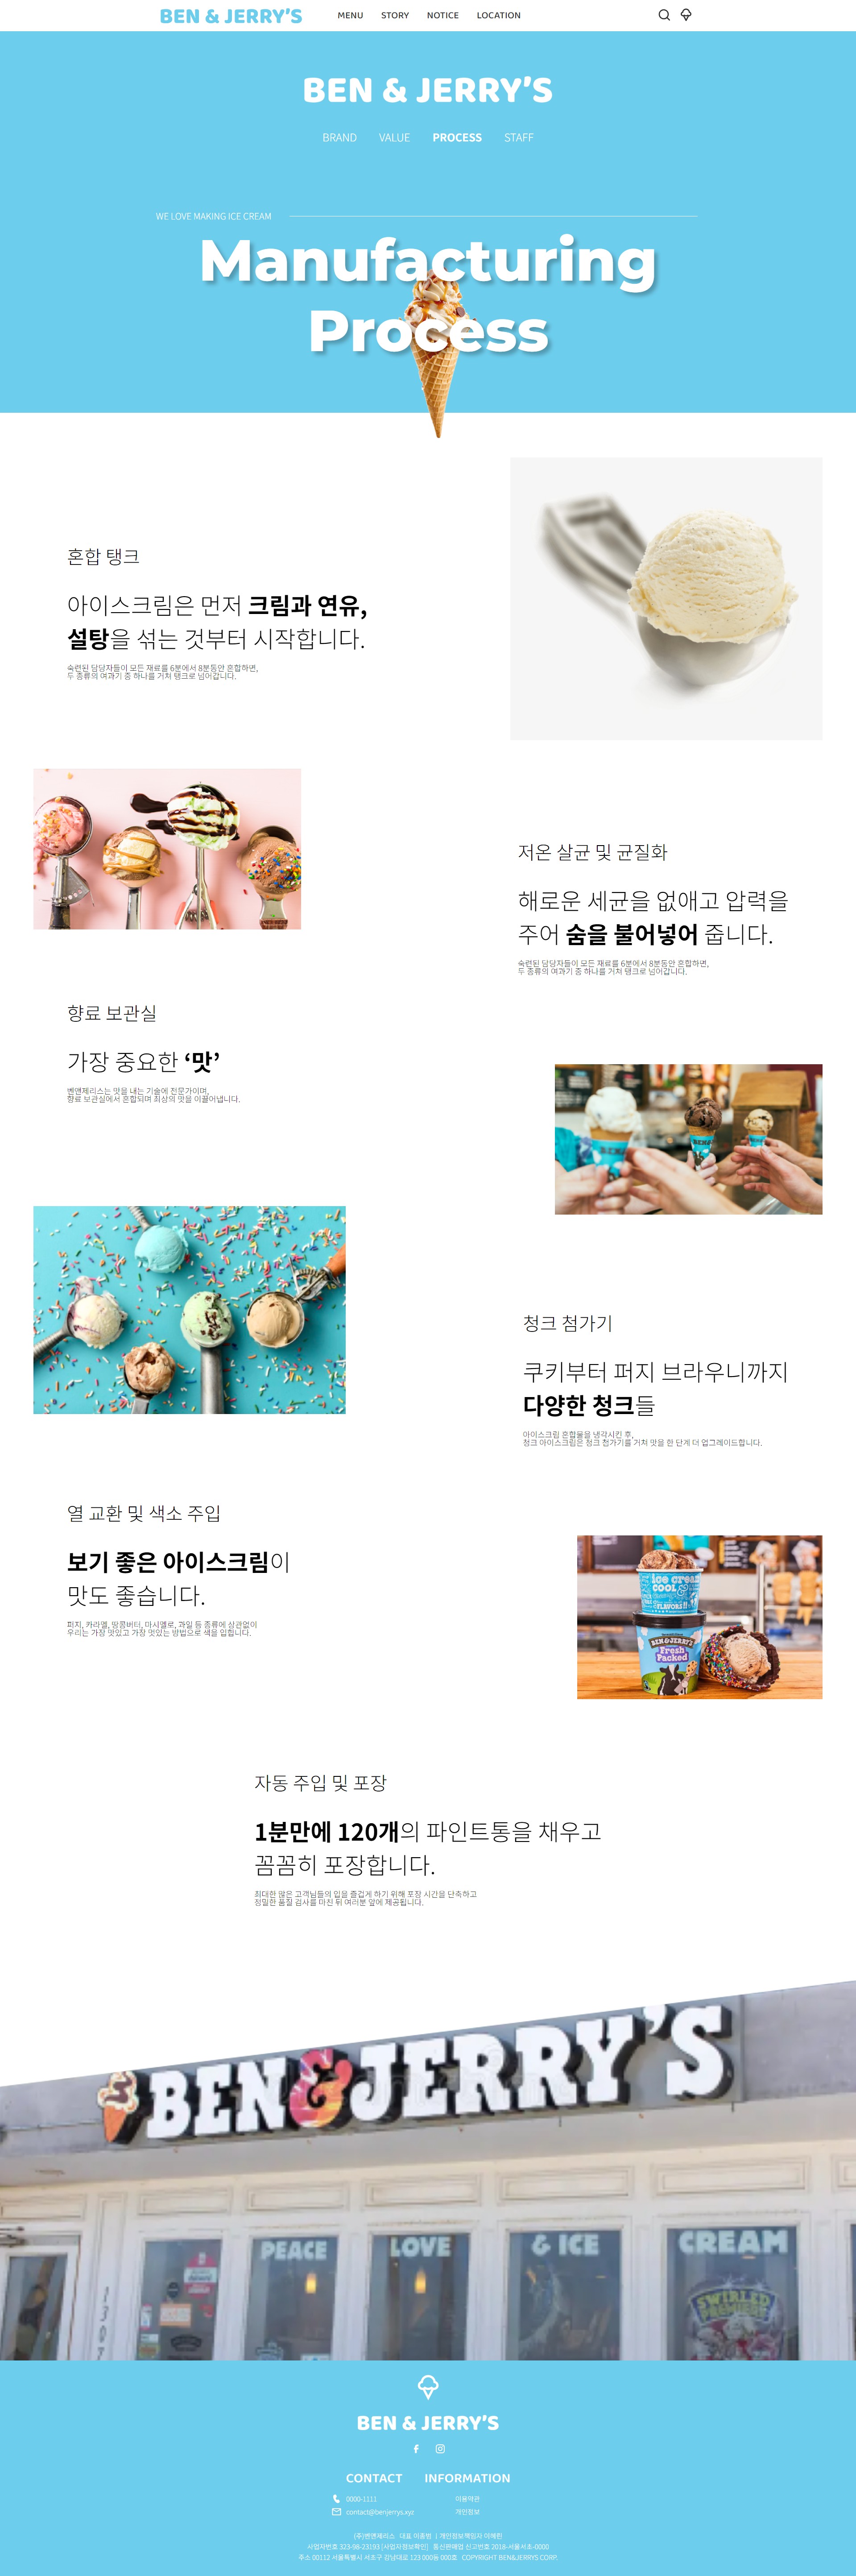 BEN & JERRY'S
MENU STORY NOTICE LOCATION
BEN & JERRY'S
BRAND VALUE PROCESS STAFF
WE LOVE MAKING ICE CREAM
Manufacturing
Process
혼합 탱크
아이스크림은 먼저 크림과 연유,
설탕을 섞는 것부터 시작합니다.
숙련된 담당자들이 모든 재료를 6분에서 8분동안 혼합하면,
두 종류의 여과기 중 하나를 거쳐 탱크로 넘어갑니다.
저온 살균 및 균질화
해로운 세균을 없애고 압력을
주어 숨을 불어넣어 줍니다.
숙련된 담당자들이 모든 재료를 6분에서 8분동안 혼합하면,
두 종류의 여과기 중 하나를 거쳐 탱크로 넘어갑니다.
향료 보관실
가장 중요한 ‘맛’
벤앤제리스는 맛을 내는 기술에 전문가이며,
향료 보관실에서 혼합되며 최상의 맛을 이끌어냅니다.
청크 첨가기
쿠키부터 퍼지 브라우니까지
다양한 청크들
아이스크림 혼합물을 냉각시킨 후,
청크 아이스크림은 청크 첨가기를 거쳐 맛을 한 단계 더 업그레이드합니다.
열 교환 및 색소 주입
보기 좋은 아이스크림이
맛도 좋습니다.
퍼지, 카라멜, 땅콩버터, 마시멜로, 과일 등 종류에 상관없이
우리는 가장 맛있고 가장 멋있는 방법으로 색을 입힙니다.
ice cream
COOL
FLAVORS
BEN & JERRY'S
Fresh
Packed
자동 주입 및 포장
1분만에 120개의 파인트통을 채우고
꼼꼼히 포장합니다.
최대한 많은 고객님들의 입을 즐겁게 하기 위해 포장 시간을 단축하고
정밀한 품질 검사를 마친 뒤 여러분 앞에 제공됩니다.
BEN & JERRY'S
PEACE LOVE & ICE CREAM
SWIRLED
BEN & JERRY'S
CONTACT INFORMATION
0000-1111 이용약관
contact@benjerrys.xyz 개인정보
(주)벤앤제리스 대표 이동빈 | 개인정보책임자 이채린
사업자번호 323-98-23193 [사업자정보확인] 통신판매업 신고번호 2018-서울서초-0000
주소 00112 서울특별시 서초구 강남대로 123 000동 000호 COPYRIGHT BEN&JERRYS CORP.